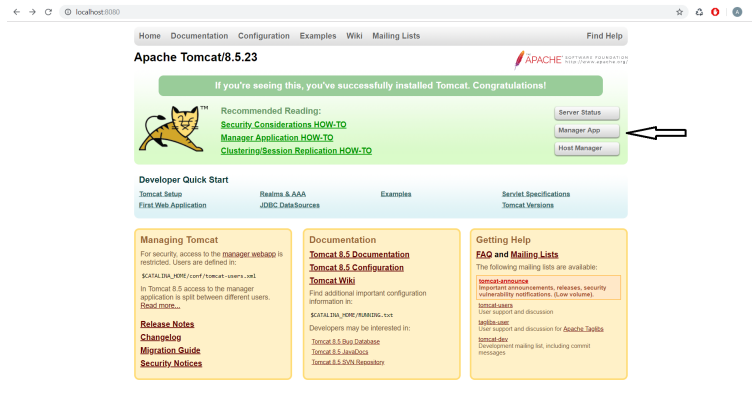 localhost:8080
Home Documentation Configuration Examples Wiki Mailing Lists Find Help
Apache Tomcat/8.5.23
APACHE SOFTWARE FOUNDATION
http://www.apache.org/
If you're seeing this, you've successfully installed Tomcat. Congratulations!
TM
Recommended Reading:
Security Considerations HOW-TO
Manager Application HOW-TO
Clustering/Session Replication HOW-TO
Server Status
Manager App
Host Manager
Developer Quick Start
Tomcat Setup
First Web Application
Realms & AAA
JDBC DataSources
Examples
Servlet Specifications
Tomcat Versions
Managing Tomcat
For security, access to the manager webapp is
restricted. Users are defined in:
$CATALINA_HOME/conf/tomcat-users.xml
In Tomcat 8.5 access to the manager
application is split between different users.
Read more...
Release Notes
Changelog
Migration Guide
Security Notices
Documentation
Tomcat 8.5 Documentation
Tomcat 8.5 Configuration
Tomcat Wiki
Find additional important configuration
information in:
$CATALINA_HOME/RUNNING.txt
Developers may be interested in:
Tomcat 8.5 Bug Database
Tomcat 8.5 JavaDocs
Tomcat 8.5 SVN Repository
Getting Help
FAQ and Mailing Lists
The following mailing lists are available:
tomcat-announce
Important announcements, releases, security
vulnerability notifications. (Low volume).
tomcat-users
User support and discussion
taglibs-user
User support and discussion for Apache Taglibs
tomcat-dev
Development mailing list, including commit
messages